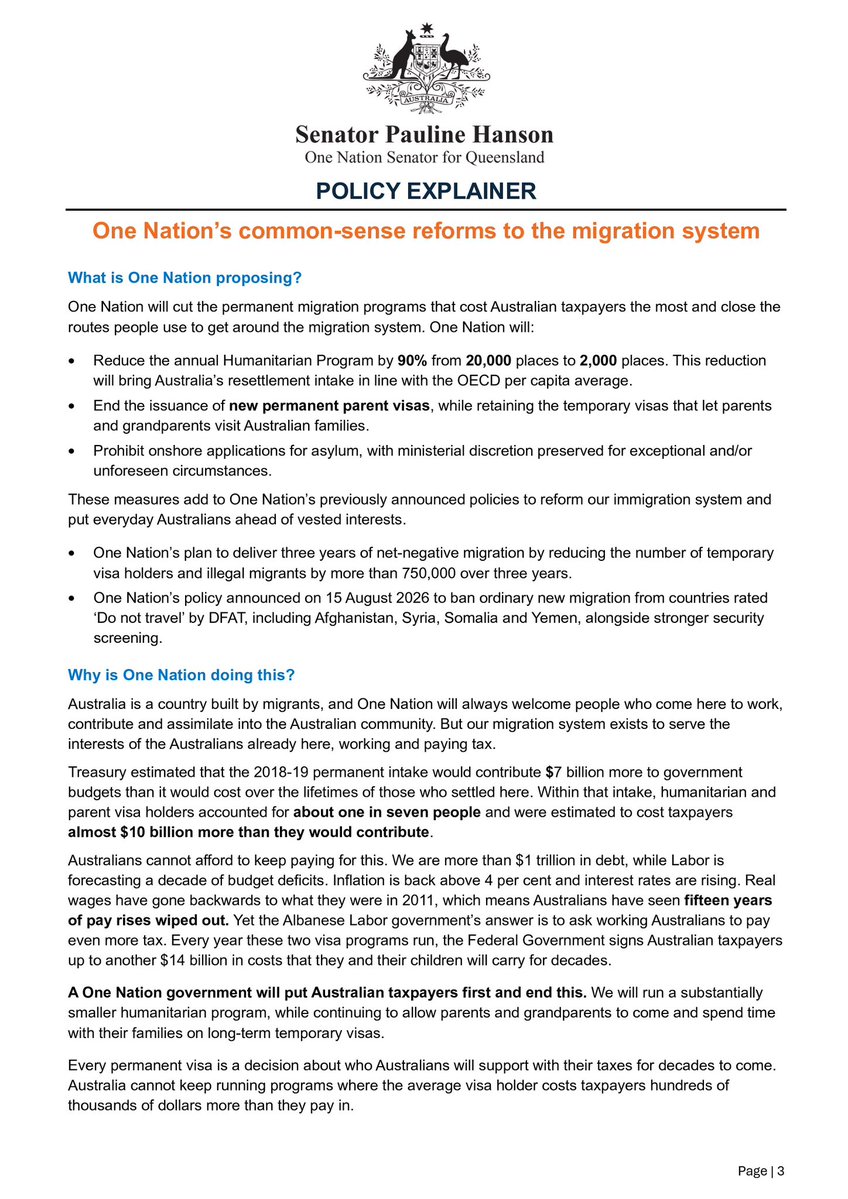 AUSTRALIA
Senator Pauline Hanson
One Nation Senator for Queensland
POLICY EXPLAINER
One Nation’s common-sense reforms to the migration system
What is One Nation proposing?
One Nation will cut the permanent migration programs that cost Australian taxpayers the most and close the
routes people use to get around the migration system. One Nation will:
• Reduce the annual Humanitarian Program by 90% from 20,000 places to 2,000 places. This reduction
will bring Australia’s resettlement intake in line with the OECD per capita average.
• End the issuance of new permanent parent visas, while retaining the temporary visas that let parents
and grandparents visit Australian families.
• Prohibit onshore applications for asylum, with ministerial discretion preserved for exceptional and/or
unforeseen circumstances.
These measures add to One Nation’s previously announced policies to reform our immigration system and
put everyday Australians ahead of vested interests.
• One Nation’s plan to deliver three years of net-negative migration by reducing the number of temporary
visa holders and illegal migrants by more than 750,000 over three years.
• One Nation’s policy announced on 15 August 2026 to ban ordinary new migration from countries rated
‘Do not travel’ by DFAT, including Afghanistan, Syria, Somalia and Yemen, alongside stronger security
screening.
Why is One Nation doing this?
Australia is a country built by migrants, and One Nation will always welcome people who come here to work,
contribute and assimilate into the Australian community. But our migration system exists to serve the
interests of the Australians already here, working and paying tax.
Treasury estimated that the 2018-19 permanent intake would contribute $7 billion more to government
budgets than it would cost over the lifetimes of those who settled here. Within that intake, humanitarian and
parent visa holders accounted for about one in seven people and were estimated to cost taxpayers
almost $10 billion more than they would contribute.
Australians cannot afford to keep paying for this. We are more than $1 trillion in debt, while Labor is
forecasting a decade of budget deficits. Inflation is back above 4 per cent and interest rates are rising. Real
wages have gone backwards to what they were in 2011, which means Australians have seen fifteen years
of pay rises wiped out. Yet the Albanese Labor government’s answer is to ask working Australians to pay
even more tax. Every year these two visa programs run, the Federal Government signs Australian taxpayers
up to another $14 billion in costs that they and their children will carry for decades.
A One Nation government will put Australian taxpayers first and end this. We will run a substantially
smaller humanitarian program, while continuing to allow parents and grandparents to come and spend time
with their families on long-term temporary visas.
Every permanent visa is a decision about who Australians will support with their taxes for decades to come.
Australia cannot keep running programs where the average visa holder costs taxpayers hundreds of
thousands of dollars more than they pay in.
Page | 3